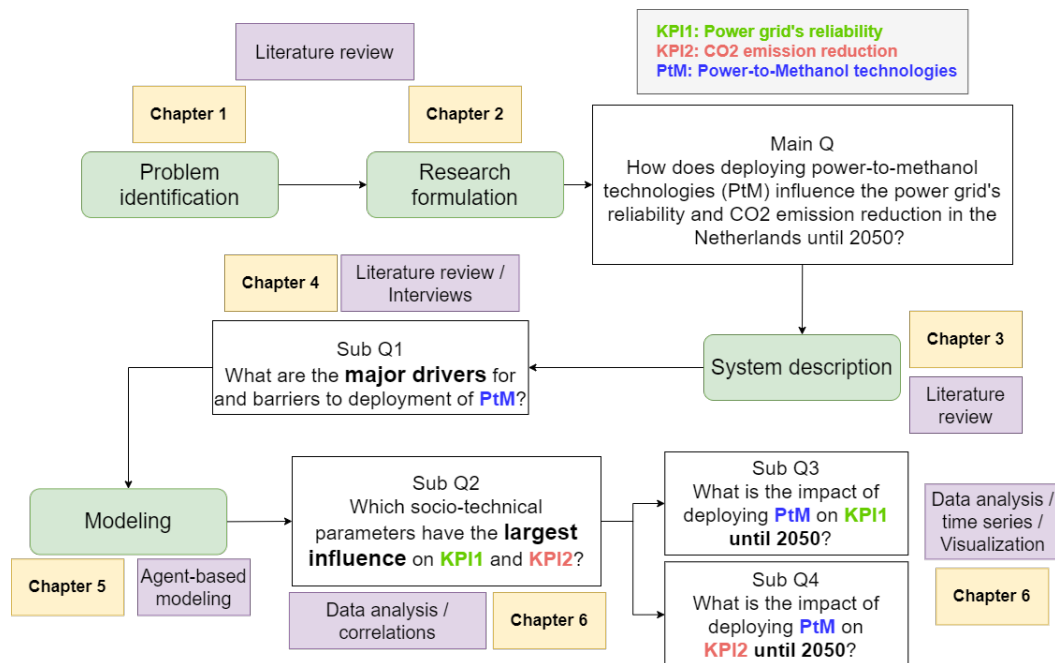 KPI1: Power grid's reliability
KPI2: CO2 emission reduction
PtM: Power-to-Methanol technologies
Literature review
Chapter 1
Chapter 2
Problem
identification
Research
formulation
Main Q
How does deploying power-to-methanol
technologies (PtM) influence the power grid's
reliability and CO2 emission reduction in the
Netherlands until 2050?
Chapter 4
Literature review /
Interviews
Sub Q1
What are the major drivers for
and barriers to deployment of PtM?
System description
Chapter 3
Literature
review
Modeling
Chapter 5
Agent-based
modeling
Sub Q2
Which socio-technical
parameters have the largest
influence on KPI1 and KPI2?
Data analysis /
correlations
Chapter 6
Sub Q3
What is the impact of
deploying PtM on KPI1
until 2050?
Sub Q4
What is the impact of
deploying PtM on
KPI2 until 2050?
Data analysis /
time series /
Visualization
Chapter 6